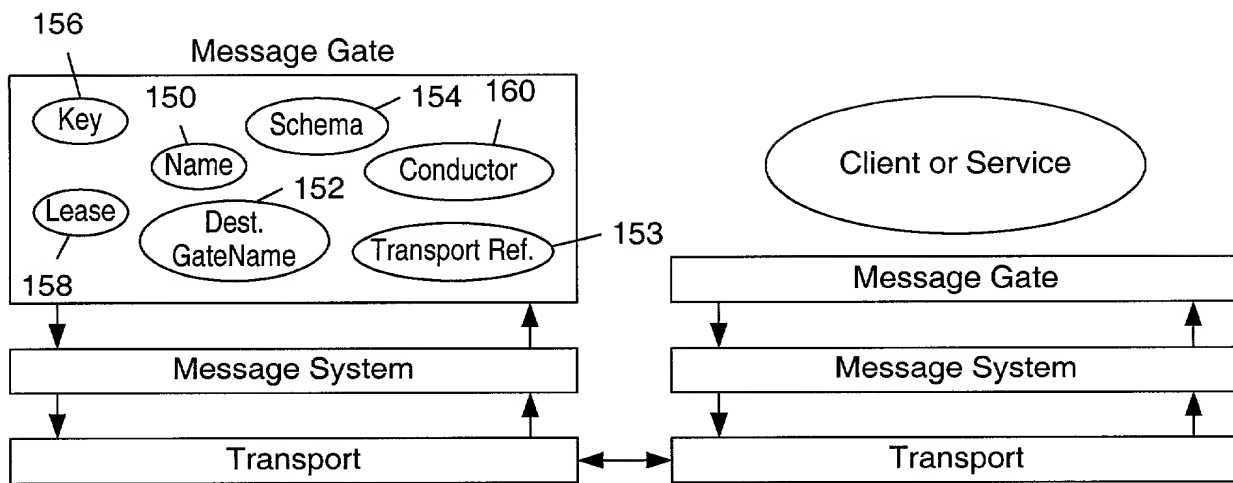 156
Message Gate
150
154
160
Key
Schema
Name
Conductor
Client or Service
Lease
152
Dest.
GateName
Transport Ref.
153
158
Message Gate
Message System
Message System
Transport
Transport